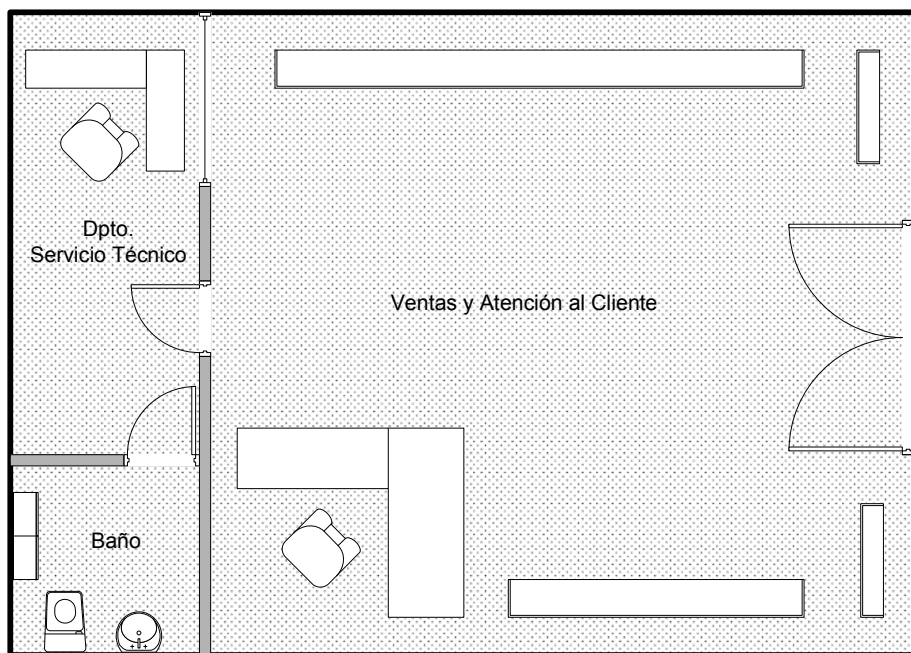 Dpto.
Servicio Técnico
Ventas y Atención al Cliente
Baño